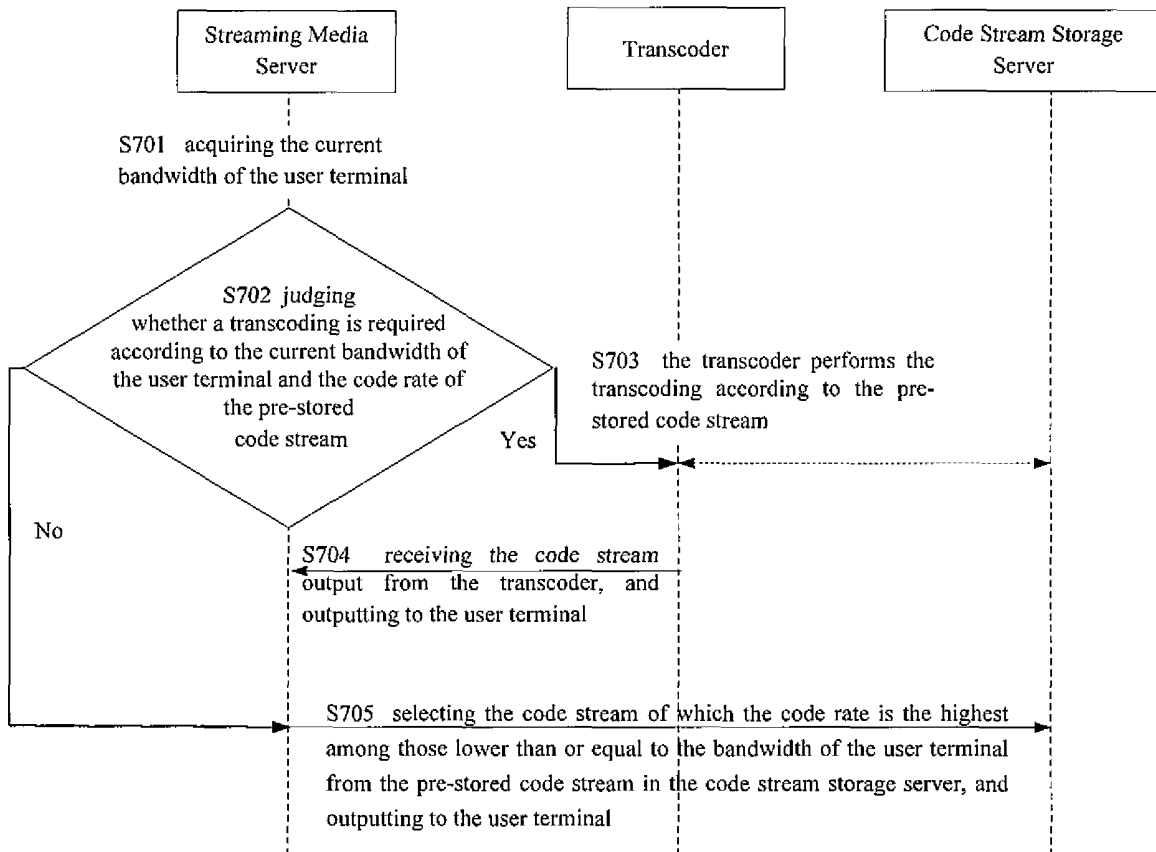 Streaming Media
Server
Transcoder
Code Stream Storage
Server
S701 acquiring the current
bandwidth of the user terminal
S702 judging
whether a transcoding is required
according to the current bandwidth of
the user terminal and the code rate of
the pre-stored
code stream
S703 the transcoder performs the
transcoding according to the pre-
stored code stream
Yes
No
S704 receiving the code stream
output from the transcoder, and
outputting to the user terminal
S705 selecting the code stream of which the code rate is the highest
among those lower than or equal to the bandwidth of the user terminal
from the pre-stored code stream in the code stream storage server, and
outputting to the user terminal